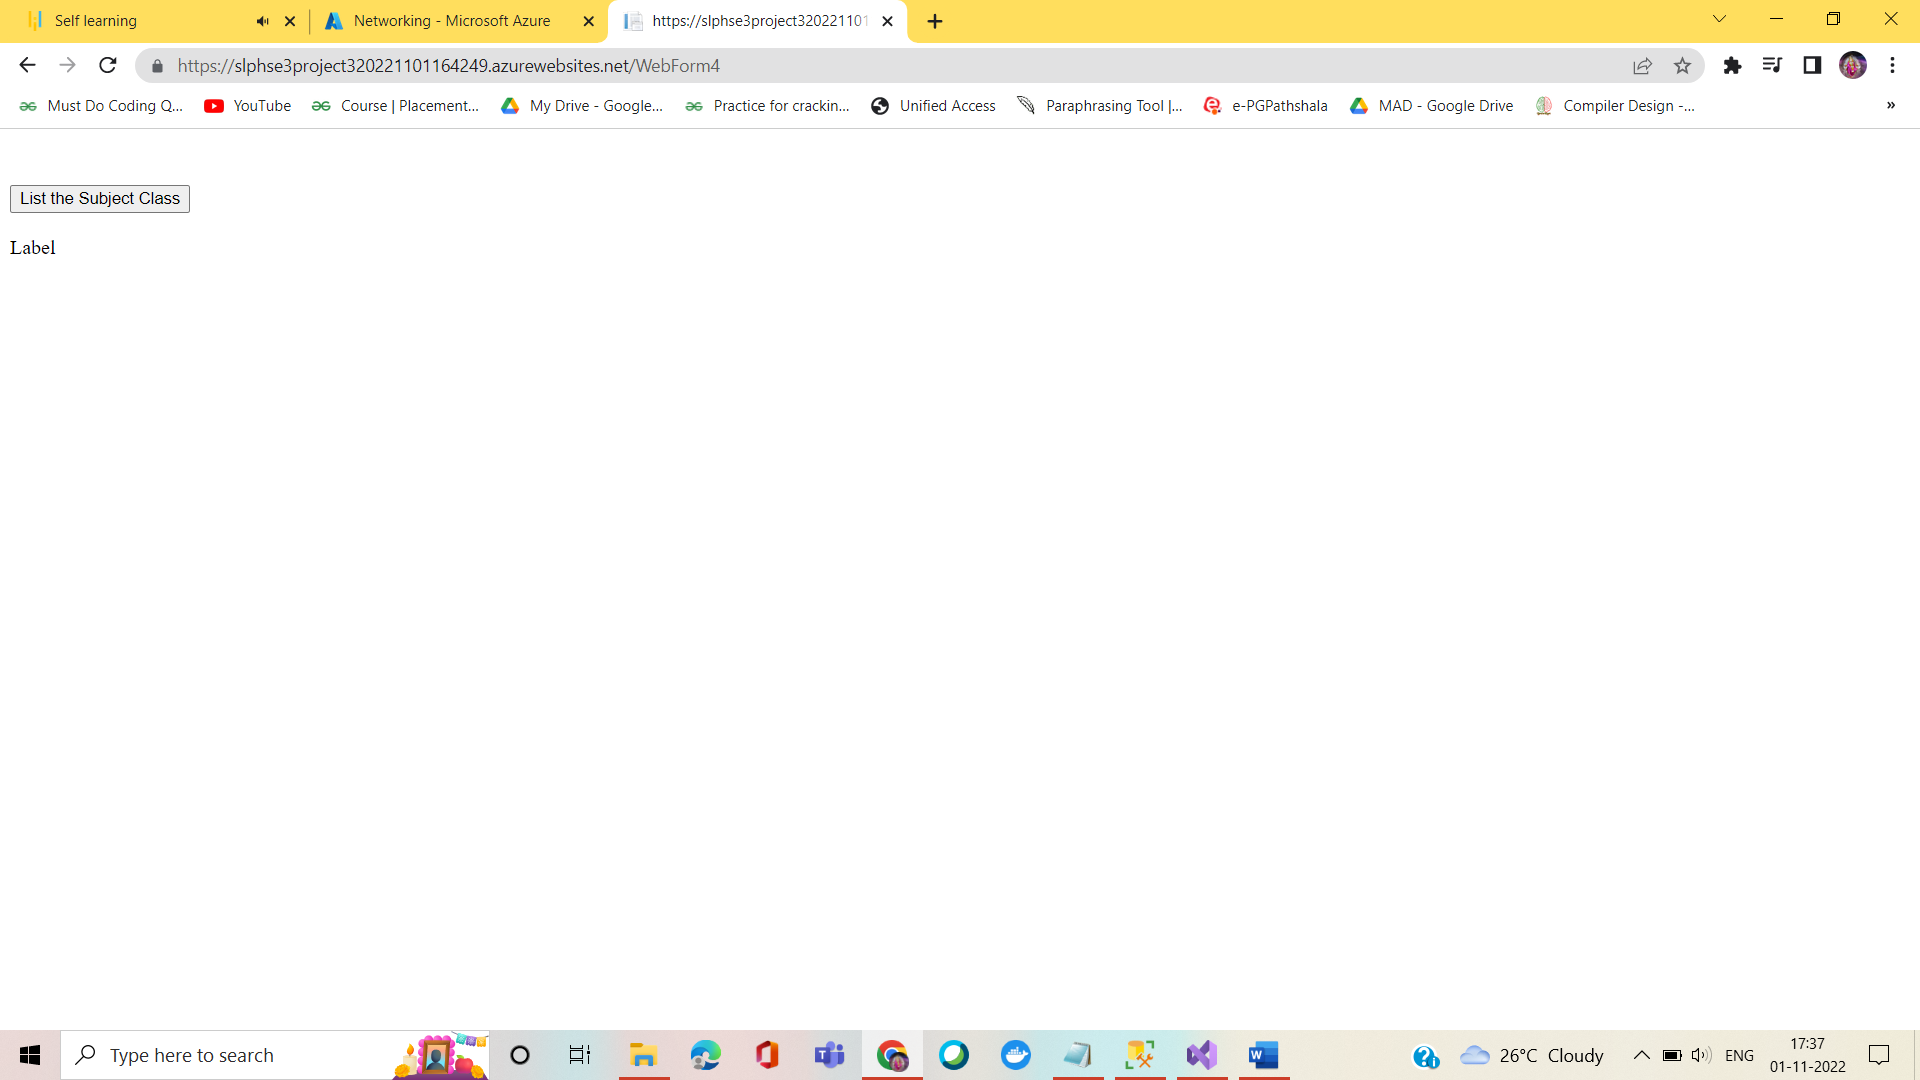 Self learning
Networking - Microsoft Azure
https://slphse3project320221101
https://slphse3project320221101164249.azurewebsites.net/WebForm4
Must Do Coding Q...
YouTube
Course | Placement...
My Drive - Google...
Practice for crackin...
Unified Access
Paraphrasing Tool |...
e-PGPathshala
MAD - Google Drive
Compiler Design -...
»
List the Subject Class
Label
Type here to search
26°C Cloudy
ENG
17:37
01-11-2022